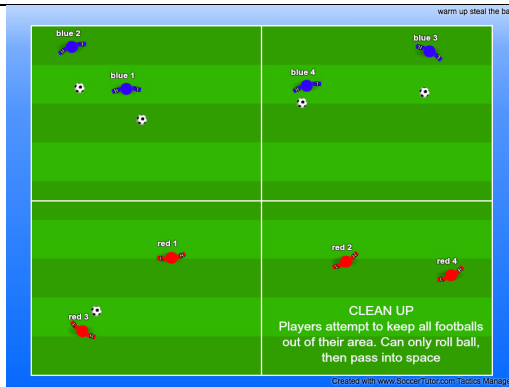 warm up steal the ba
blue 2
blue 3
blue 1
blue 4
red 1
red 2
red 4
red 3
CLEAN UP
Players attempt to keep all footballs
out of their area. Can only roll ball,
then pass into space
Created with www.SoccerTutor.com Tactics Manage